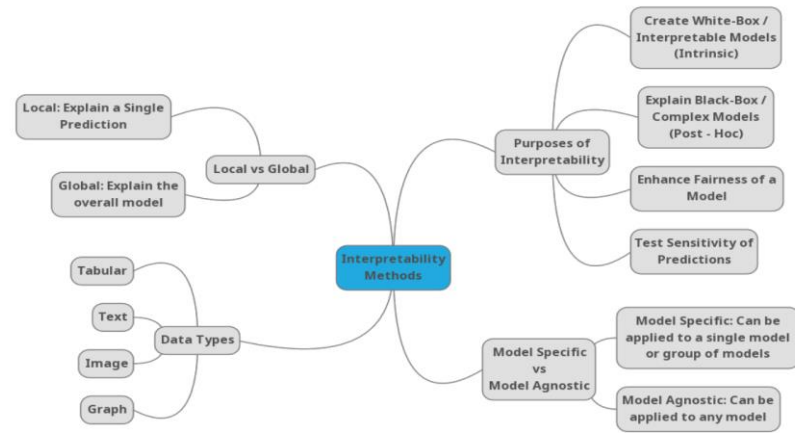 Create White-Box /
Interpretable Models
(Intrinsic)
Local: Explain a Single
Prediction
Explain Black-Box /
Complex Models
(Post - Hoc)
Purposes of
Interpretability
Local vs Global
Global: Explain the
overall model
Enhance Fairness of a
Model
Test Sensitivity of
Predictions
Interpretability
Methods
Tabular
Text
Data Types
Image
Graph
Model Specific
vs
Model Agnostic
Model Specific: Can be
applied to a single model
or group of models
Model Agnostic: Can be
applied to any model